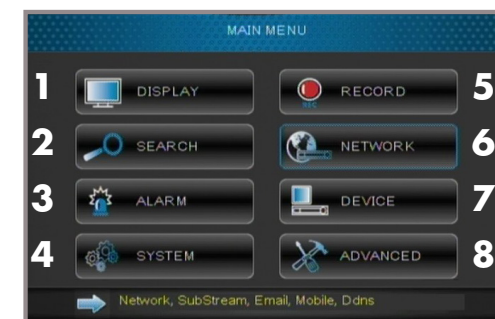 MAIN MENU
1 DISPLAY RECORD 5
REC
2 SEARCH NETWORK 6
3 ALARM DEVICE 7
4 SYSTEM ADVANCED 8
Network, SubStream, Email, Mobile, Ddns